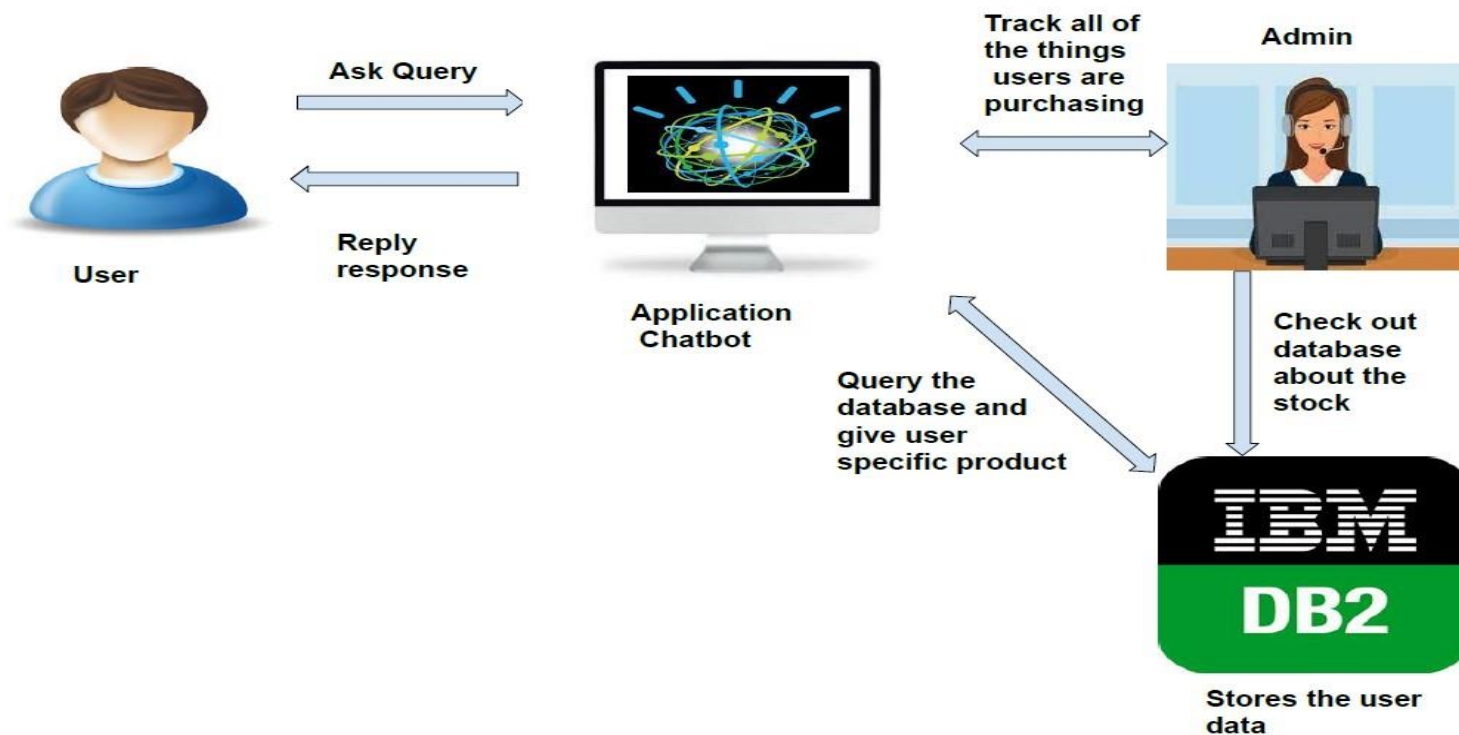 Track all of
the things
users are
purchasing
Admin
Ask Query
Reply
response
User
Application
Chatbot
Check out
database
about the
stock
Query the
database and
give user
specific product
IBM
DB2
Stores the user
data